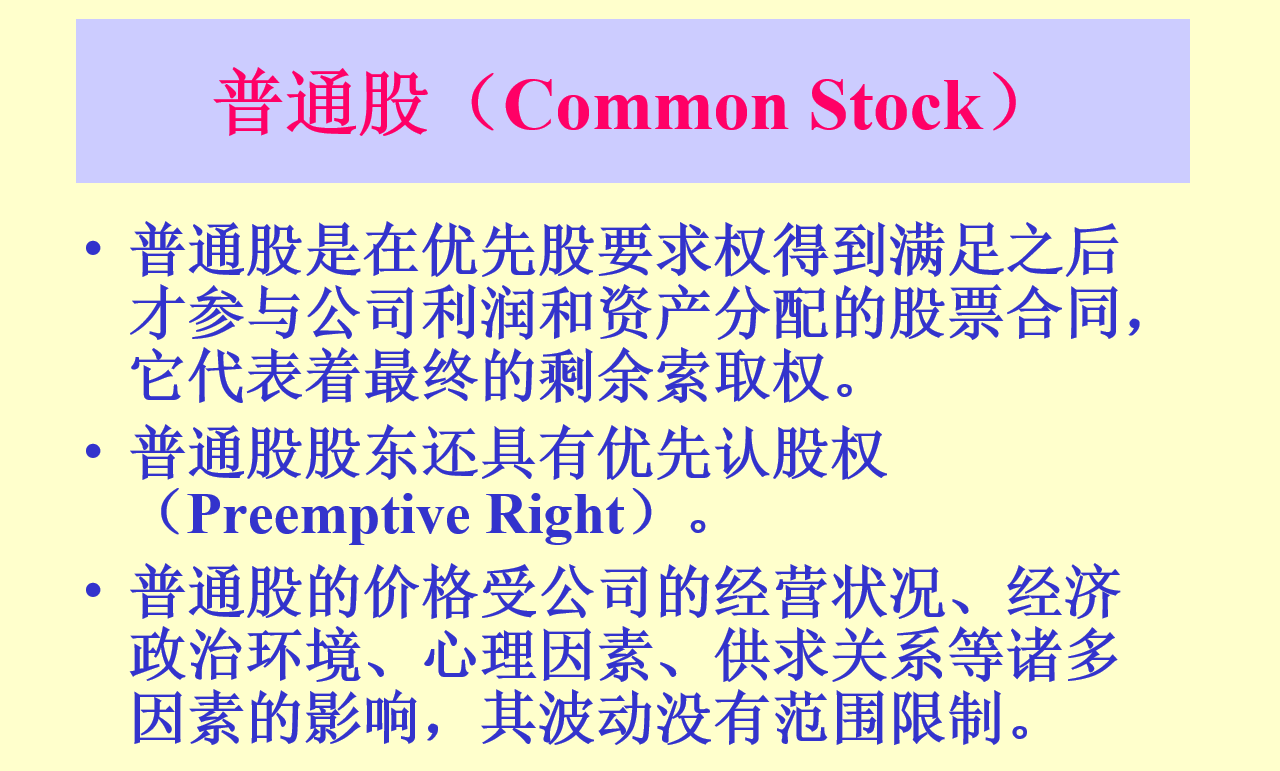 普通股（Common Stock）
• 普通股是在优先股要求权得到满足之后
才参与公司利润和资产分配的股票合同，
它代表着最终的剩余索取权。
• 普通股股东还具有优先认股权
（Preemptive Right）。
• 普通股的价格受公司的经营状况、经济
政治环境、心理因素、供求关系等诸多
因素的影响，其波动没有范围限制。